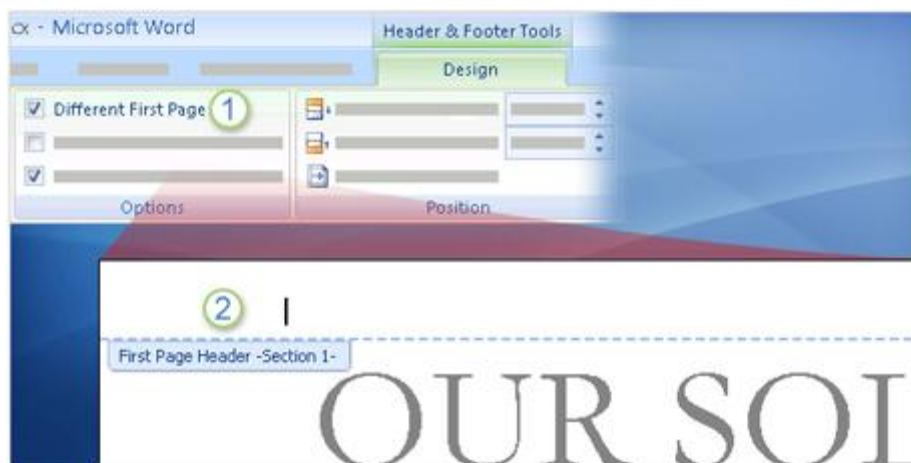 x - Microsoft Word
Header & Footer Tools
Design
Different First Page 1
Options
Position
2
First Page Header -Section 1-
OUR SOL